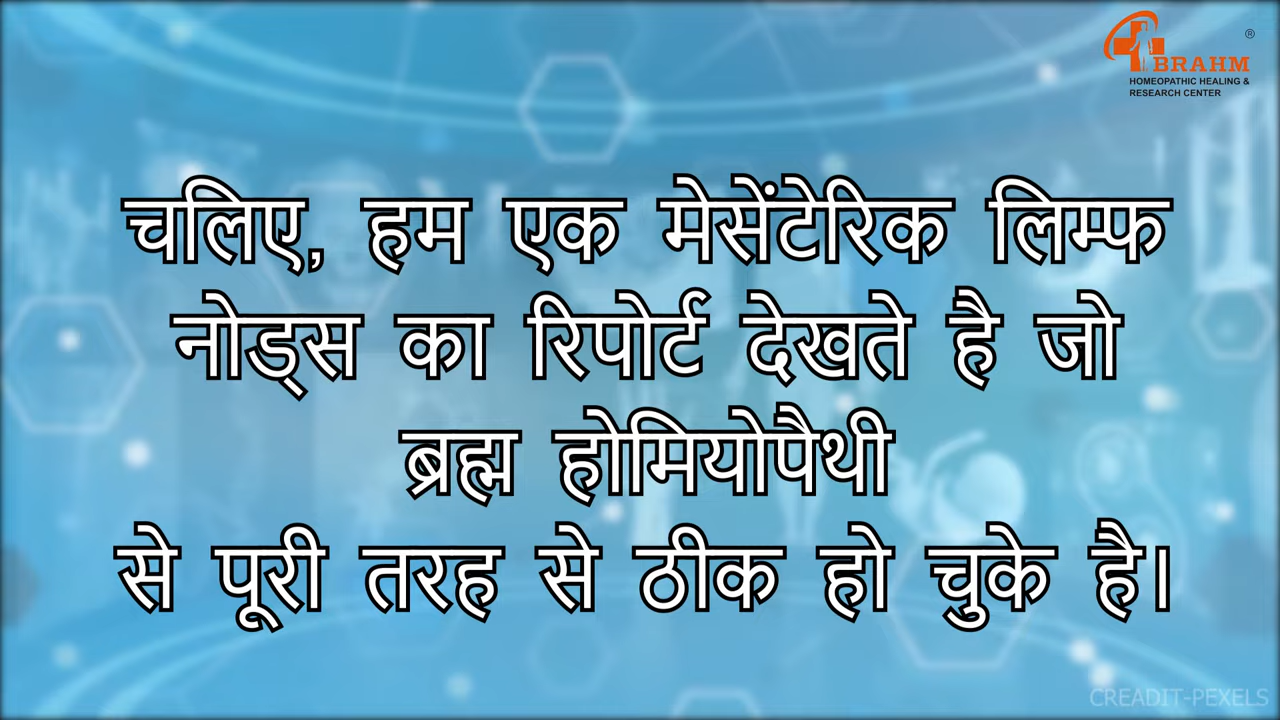 BRAHM ®
HOMEOPATHIC HEALING &
RESEARCH CENTER
चलिए, हम एक मेसेंटेरिक लिम्फ
नोड्स का रिपोर्ट देखते है जो
ब्रह्म होमियोपैथी
से पूरी तरह से ठीक हो चुके है।
CREADIT-PEXELS